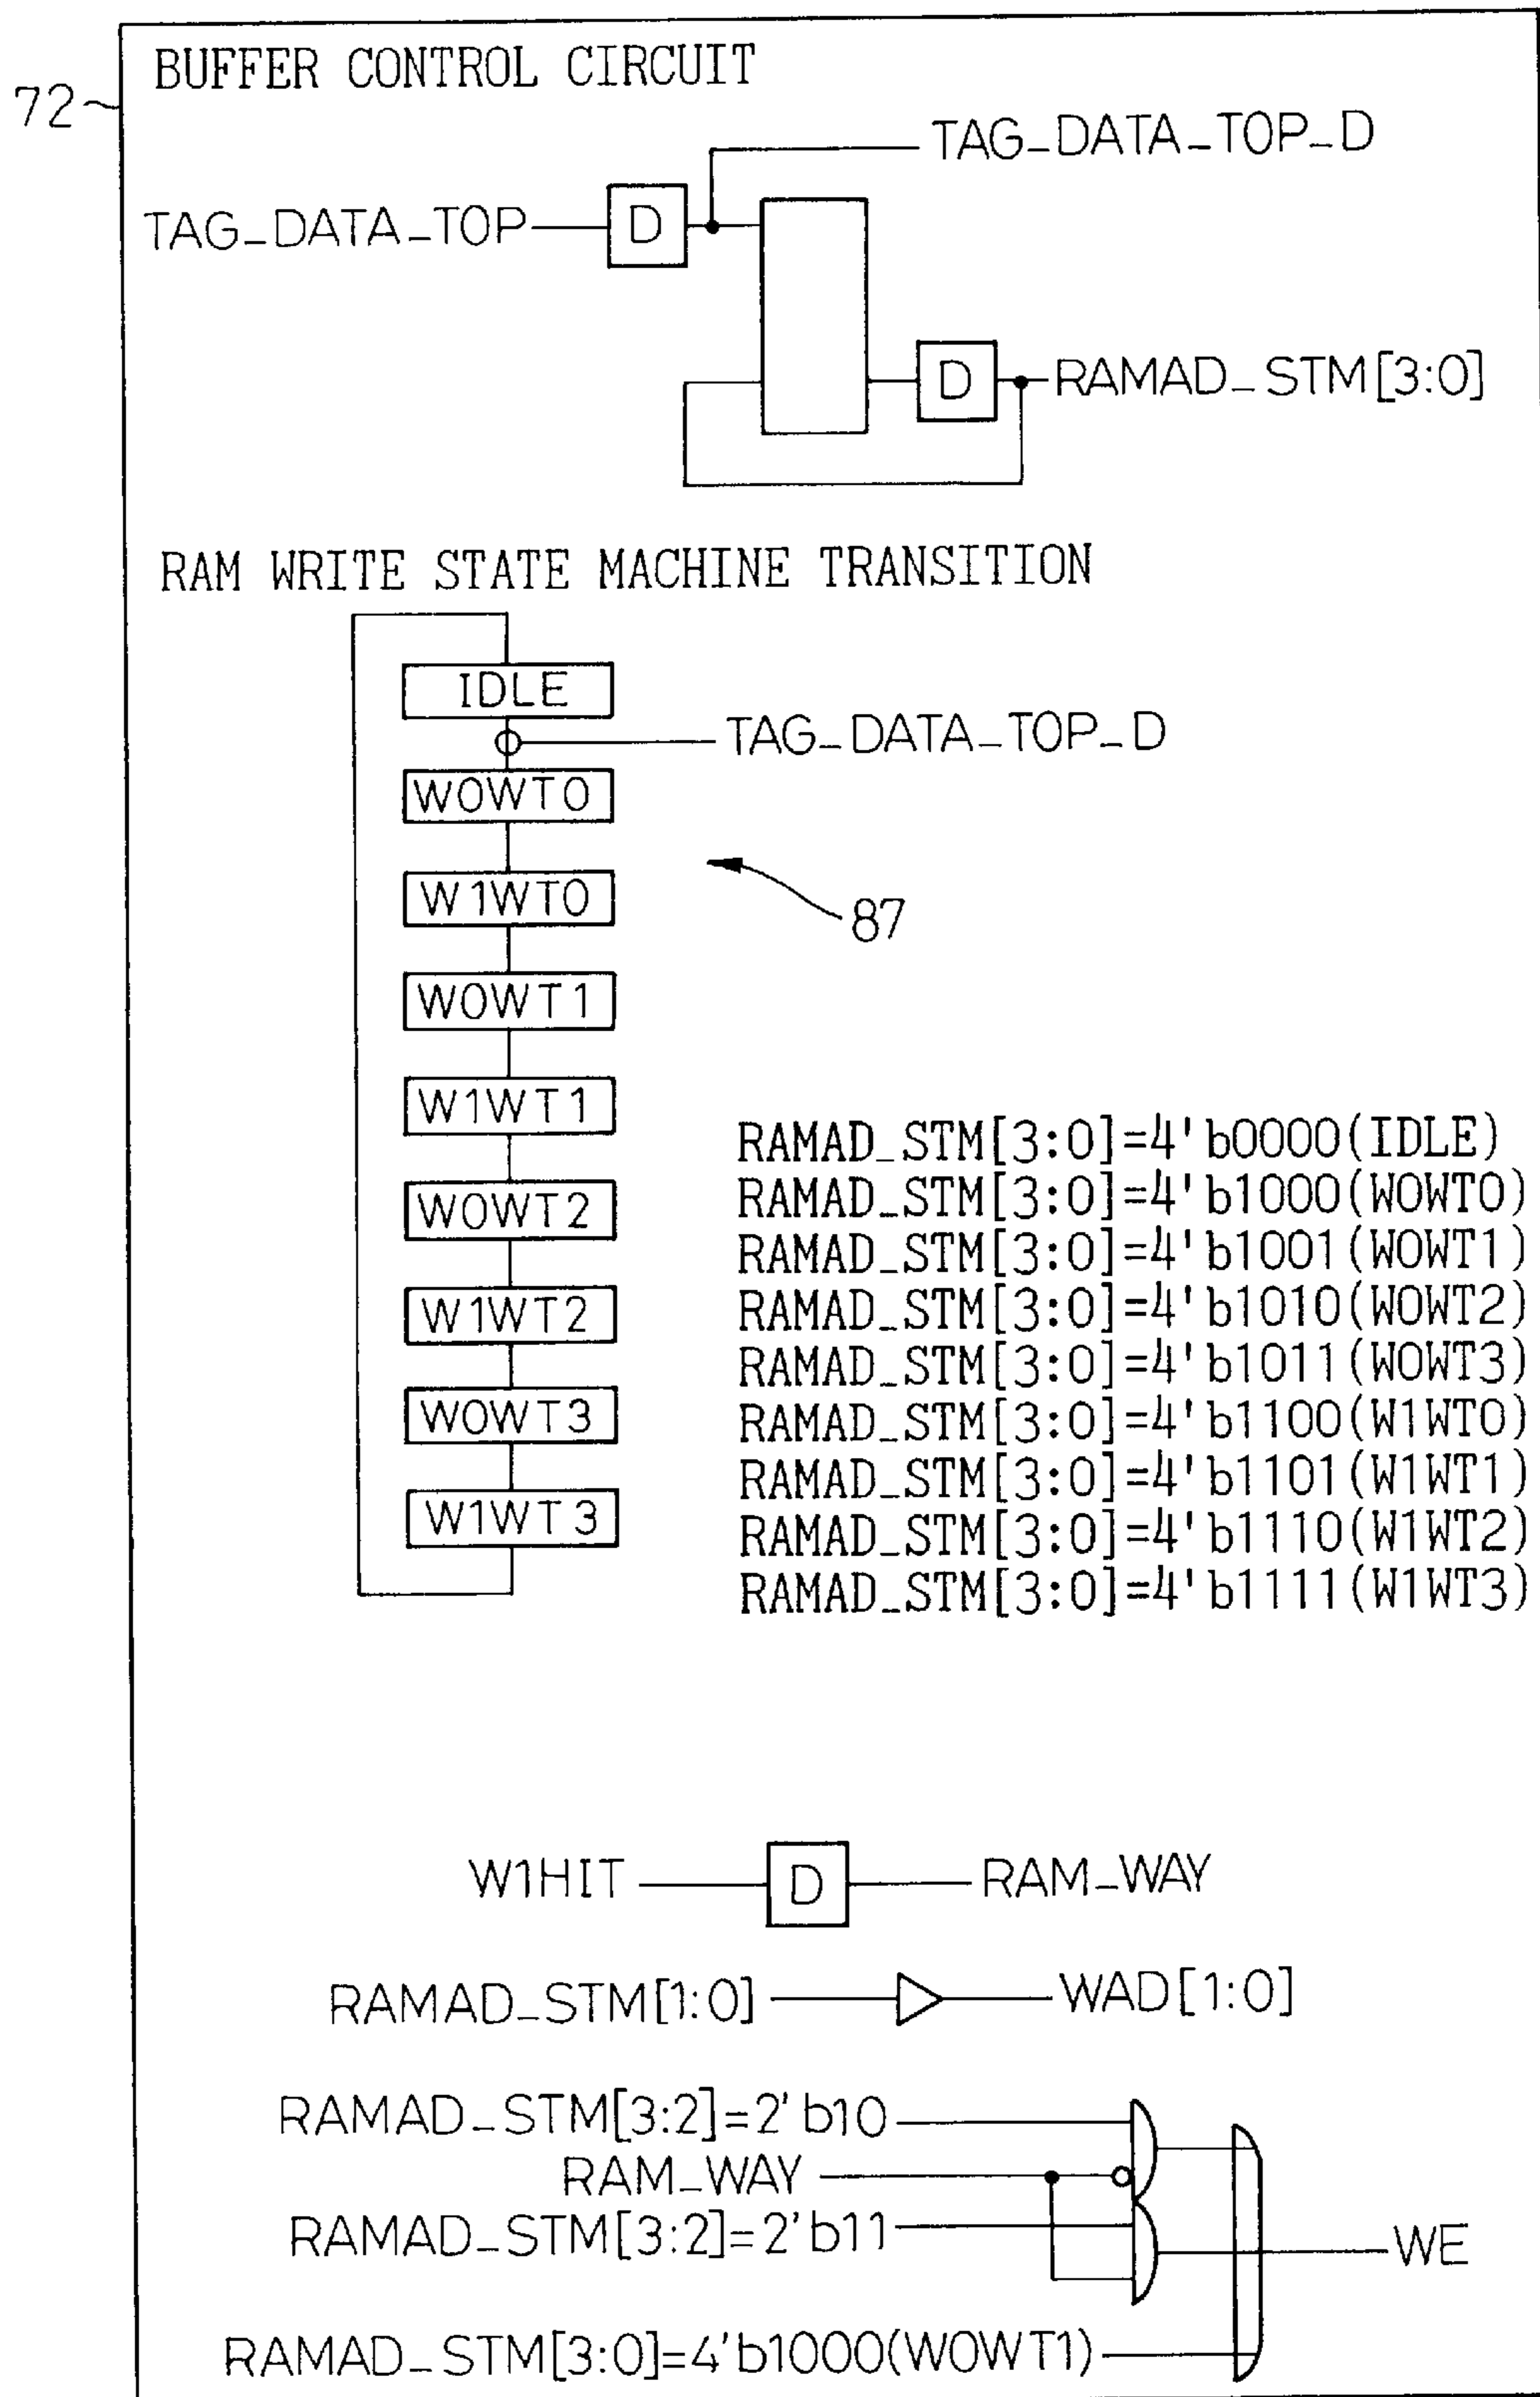 BUFFER CONTROL CIRCUIT
72
TAG_DATA_TOP_D
TAG_DATA_TOP
D
D
RAMAD_STM[3:0]
RAM WRITE STATE MACHINE TRANSITION
IDLE
TAG_DATA_TOP_D
W0WT0
W1WT0
87
W0WT1
W1WT1
W0WT2
W1WT2
W0WT3
W1WT3
RAMAD_STM[3:0]=4'b0000(IDLE)
RAMAD_STM[3:0]=4'b1000(W0WT0)
RAMAD_STM[3:0]=4'b1001(W0WT1)
RAMAD_STM[3:0]=4'b1010(W0WT2)
RAMAD_STM[3:0]=4'b1011(W0WT3)
RAMAD_STM[3:0]=4'b1100(W1WT0)
RAMAD_STM[3:0]=4'b1101(W1WT1)
RAMAD_STM[3:0]=4'b1110(W1WT2)
RAMAD_STM[3:0]=4'b1111(W1WT3)
W1HIT D RAM_WAY
RAMAD_STM[1:0] WAD[1:0]
RAMAD_STM[3:2]=2'b10
RAM_WAY
RAMAD_STM[3:2]=2'b11
WE
RAMAD_STM[3:0]=4'b1000(W0WT1)